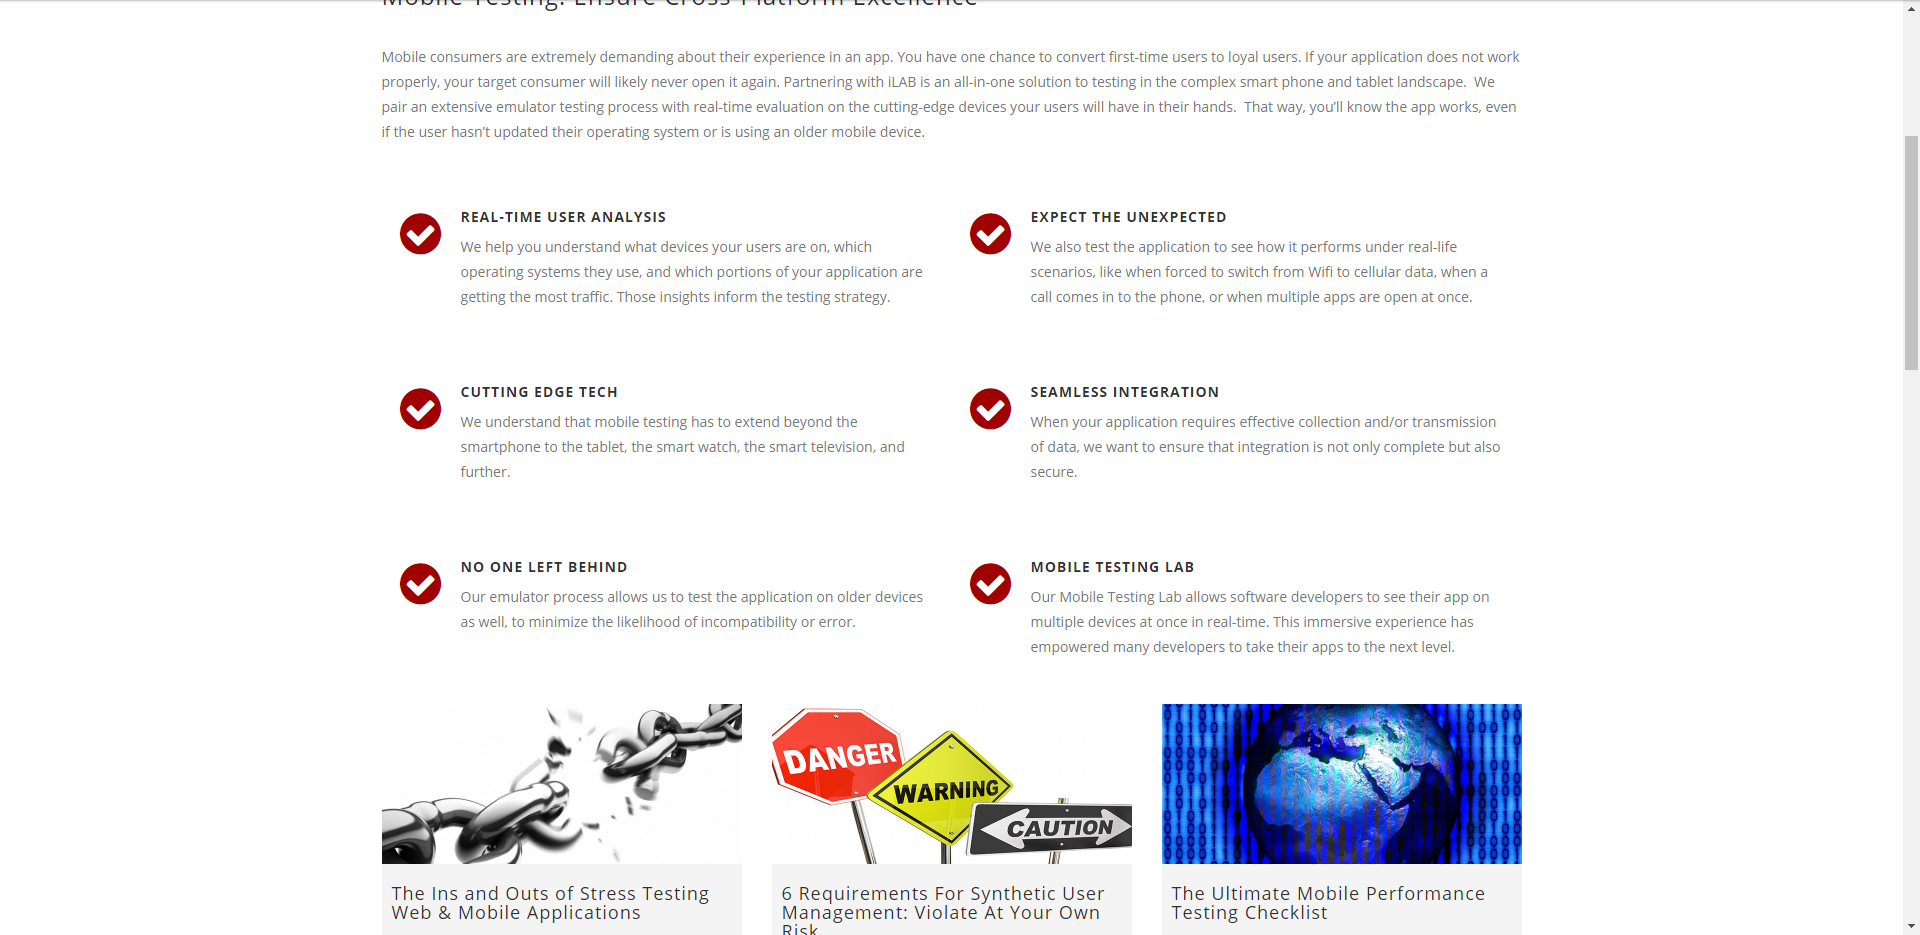 Mobile Testing: Ensure Cross-Platform Excellence
Mobile consumers are extremely demanding about their experience in an app. You have one chance to convert first-time users to loyal users. If your application does not work
properly, your target consumer will likely never open it again. Partnering with iLAB is an all-in-one solution to testing in the complex smart phone and tablet landscape.  We
pair an extensive emulator testing process with real-time evaluation on the cutting-edge devices your users will have in their hands.  That way, you’ll know the app works, even
if the user hasn’t updated their operating system or is using an older mobile device.
REAL-TIME USER ANALYSIS
We help you understand what devices your users are on, which
operating systems they use, and which portions of your application are
getting the most traffic. Those insights inform the testing strategy.
EXPECT THE UNEXPECTED
We also test the application to see how it performs under real-life
scenarios, like when forced to switch from Wifi to cellular data, when a
call comes in to the phone, or when multiple apps are open at once.
CUTTING EDGE TECH
We understand that mobile testing has to extend beyond the
smartphone to the tablet, the smart watch, the smart television, and
further.
SEAMLESS INTEGRATION
When your application requires effective collection and/or transmission
of data, we want to ensure that integration is not only complete but also
secure.
NO ONE LEFT BEHIND
Our emulator process allows us to test the application on older devices
as well, to minimize the likelihood of incompatibility or error.
MOBILE TESTING LAB
Our Mobile Testing Lab allows software developers to see their app on
multiple devices at once in real-time. This immersive experience has
empowered many developers to take their apps to the next level.
DANGER
WARNING
CAUTION
The Ins and Outs of Stress Testing
Web & Mobile Applications
6 Requirements For Synthetic User
Management: Violate At Your Own
Risk
The Ultimate Mobile Performance
Testing Checklist